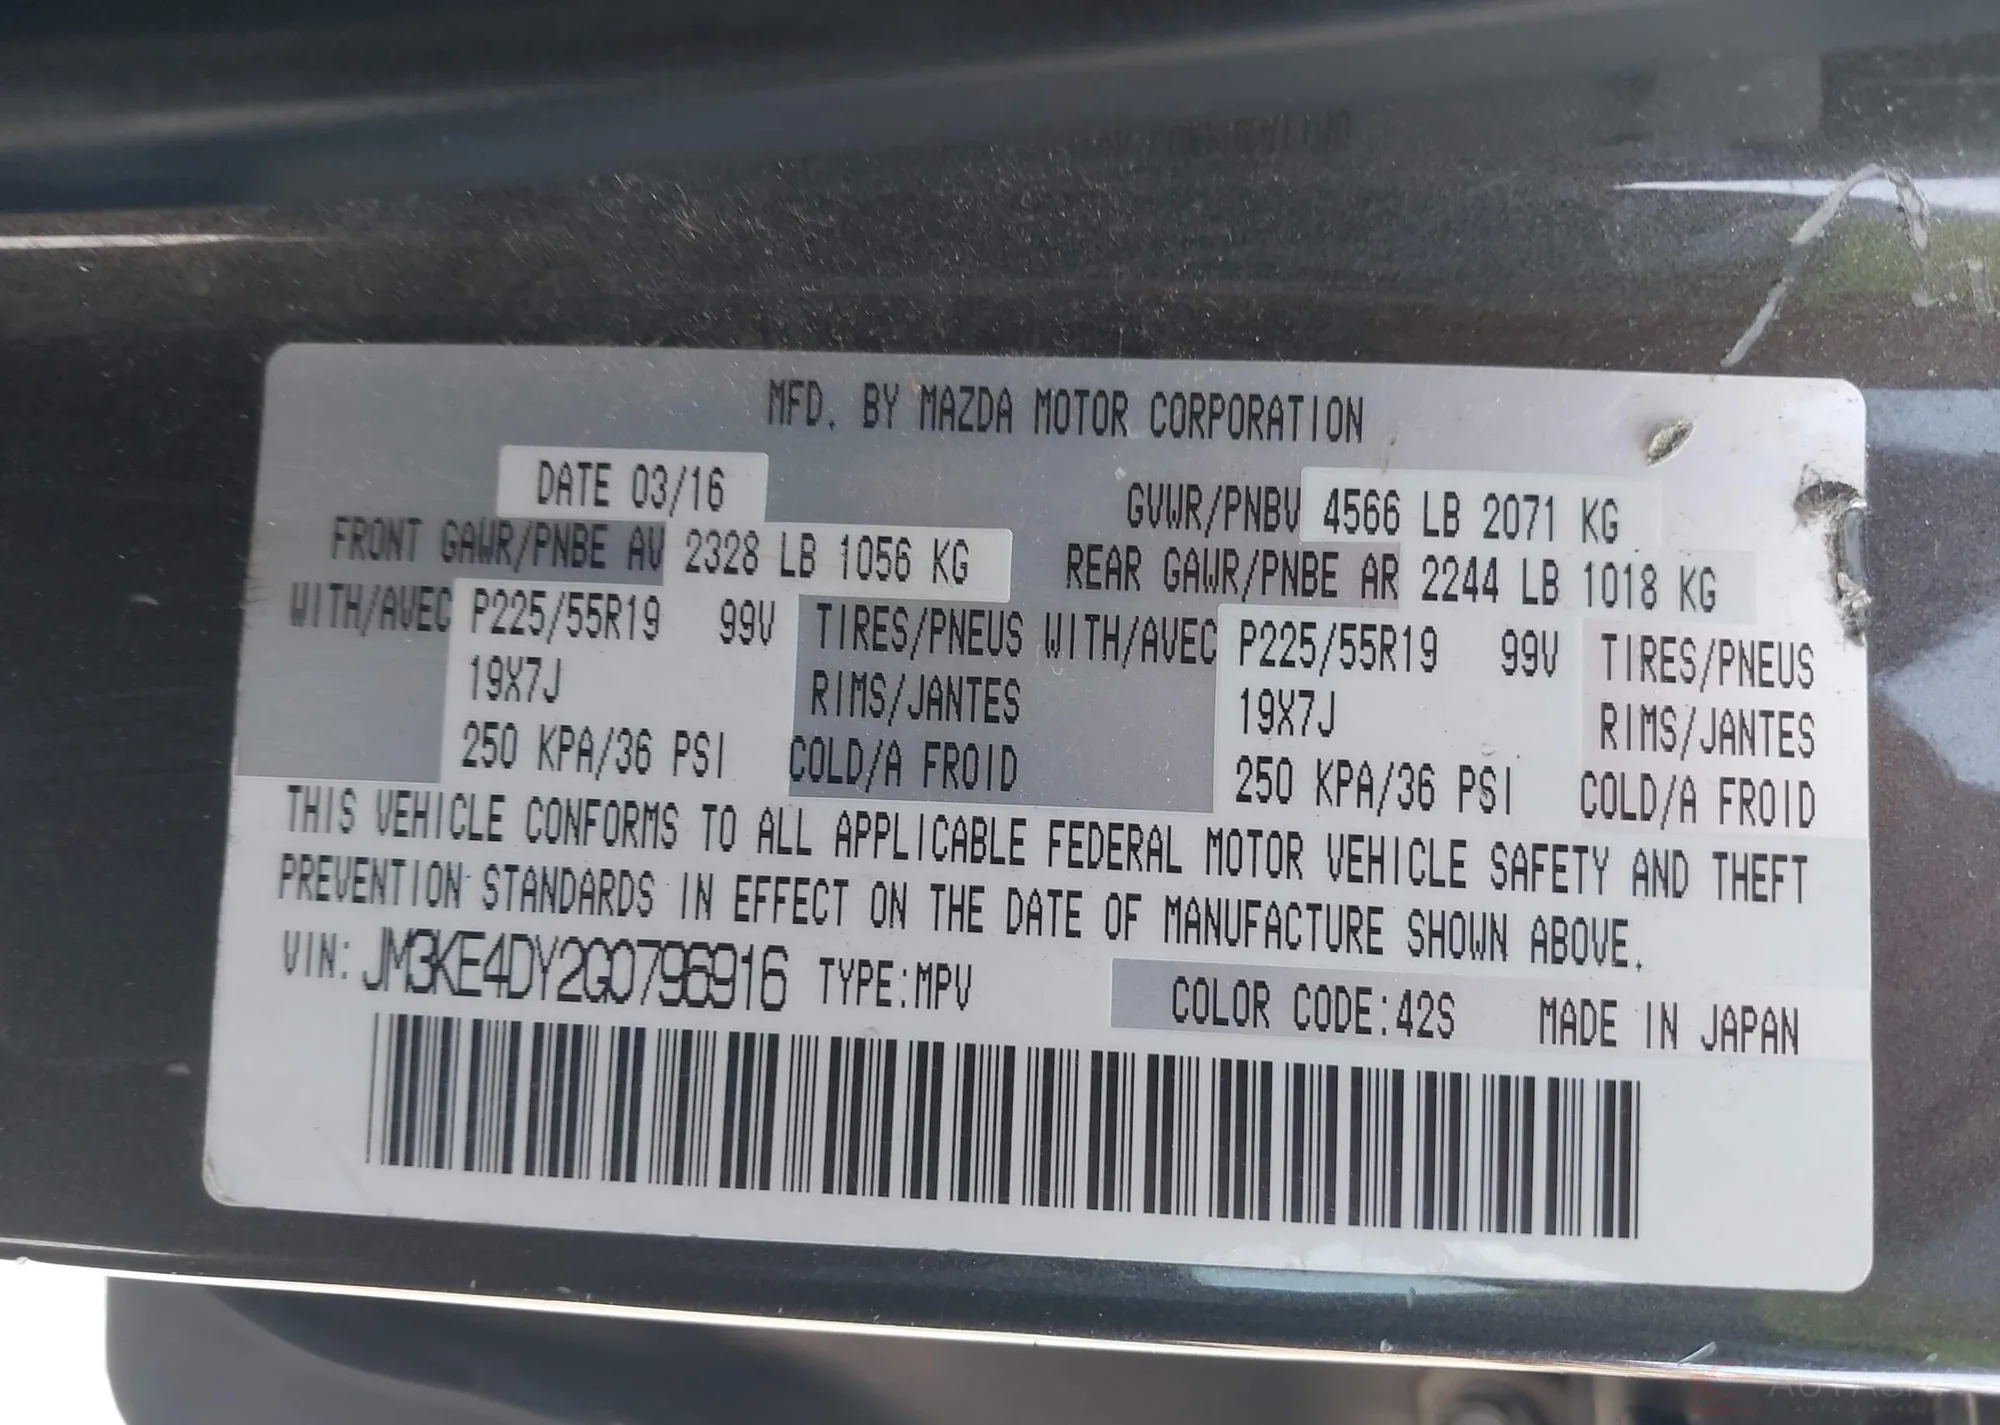 MFD. BY MAZDA MOTOR CORPORATION
DATE 03/16 GVWR/PNBV 4566 LB 2071 KG
FRONT GAWR/PNBE AV 2328 LB 1056 KG REAR GAWR/PNBE AR 2244 LB 1018 KG
WITH/AVEC P225/55R19 99V TIRES/PNEUS WITH/AVEC P225/55R19 99V TIRES/PNEUS
19X7J RIMS/JANTES 19X7J RIMS/JANTES
250 KPA/36 PSI COLD/A FROID 250 KPA/36 PSI COLD/A FROID
THIS VEHICLE CONFORMS TO ALL APPLICABLE FEDERAL MOTOR VEHICLE SAFETY AND THEFT
PREVENTION STANDARDS IN EFFECT ON THE DATE OF MANUFACTURE SHOWN ABOVE.
VIN: JM3KE4DY2G0796916 TYPE:MPV COLOR CODE:42S MADE IN JAPAN